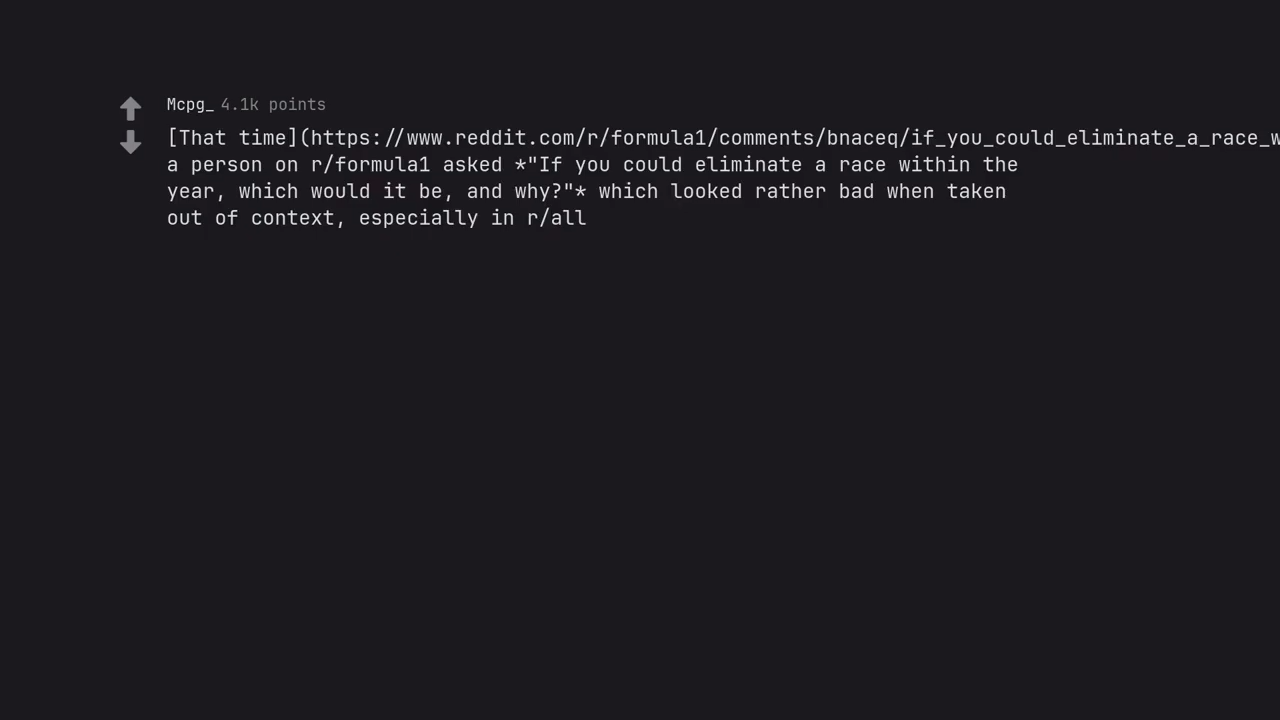 Mcpg_ 4.1k points
[That time](https://www.reddit.com/r/formula1/comments/bnaceq/if_you_could_eliminate_a_race_w
a person on r/formula1 asked *"If you could eliminate a race within the
year, which would it be, and why?"* which looked rather bad when taken
out of context, especially in r/all